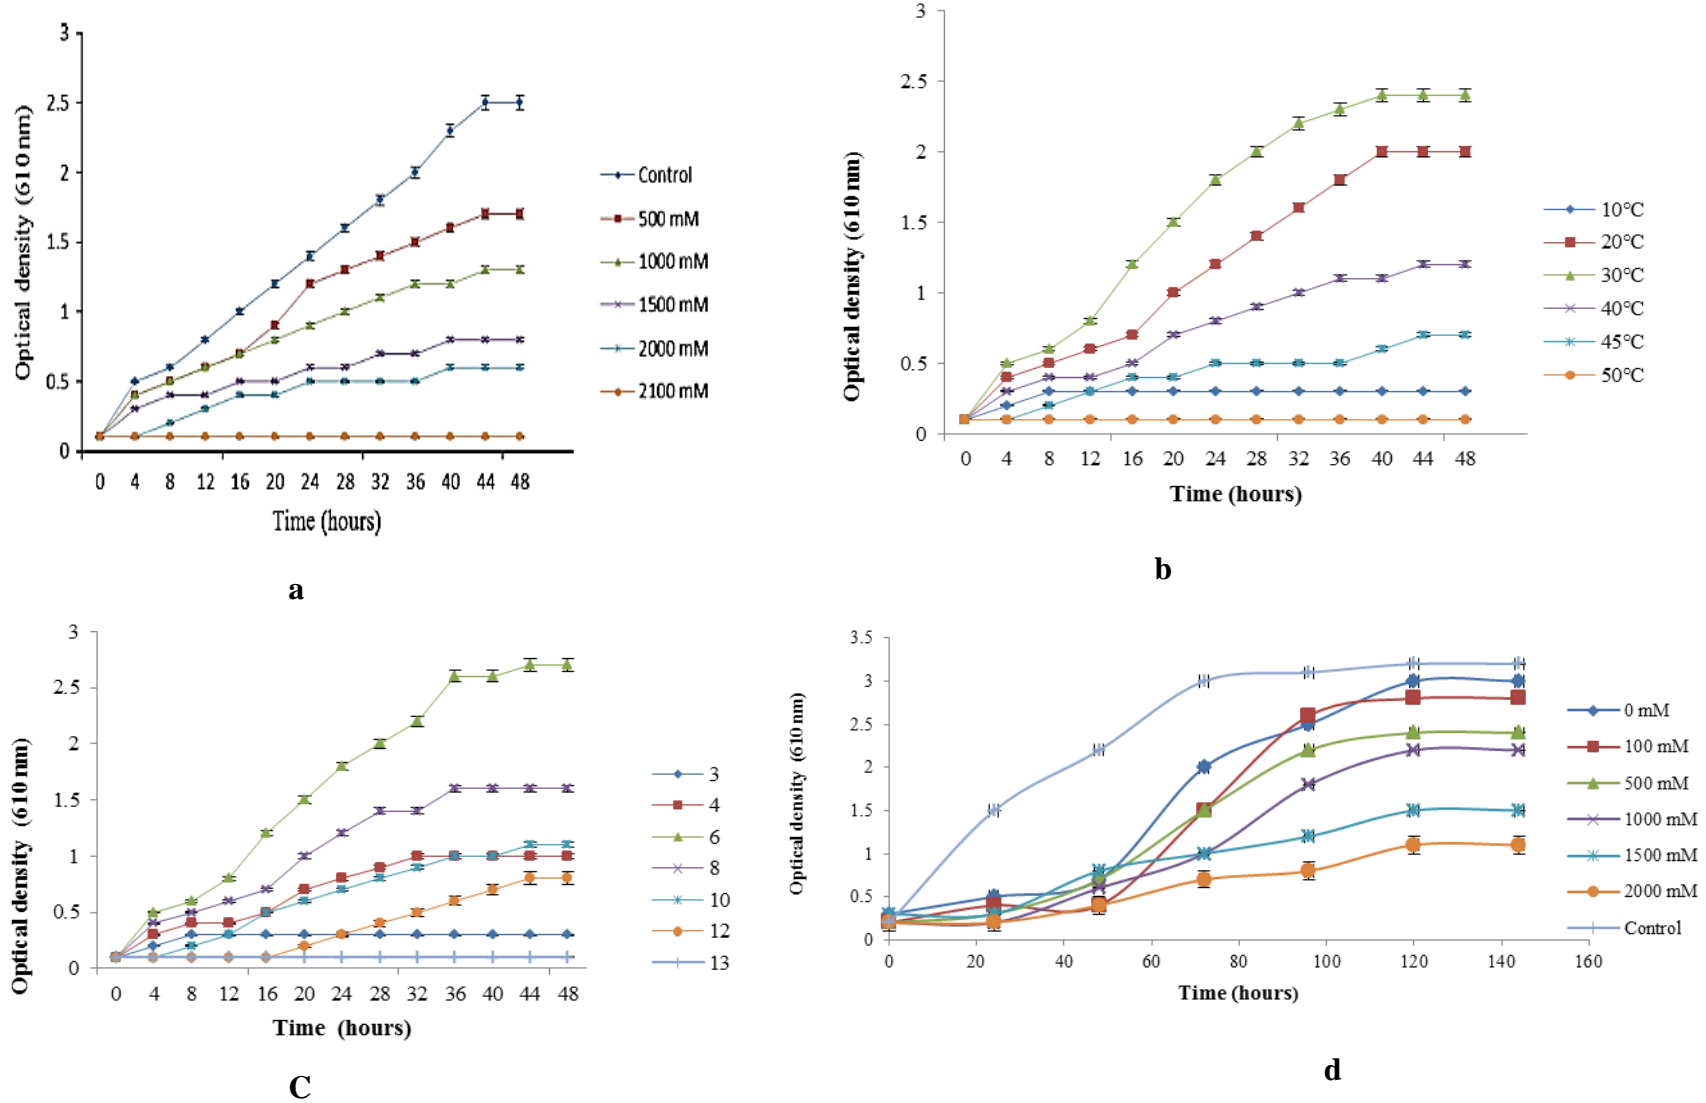 3
2.5
2
1.5
1
0.5
0
Optical density (610 nm)
0 4 8 12 16 20 24 28 32 36 40 44 48
Time (hours)
Control
500 mM
1000 mM
1500 mM
2000 mM
2100 mM
a
3
2.5
2
1.5
1
0.5
0
Optical density (610 nm)
0 4 8 12 16 20 24 28 32 36 40 44 48
Time (hours)
10°C
20°C
30°C
40°C
45°C
50°C
b
3
2.5
2
1.5
1
0.5
0
Optical density (610 nm)
0 4 8 12 16 20 24 28 32 36 40 44 48
Time (hours)
3
4
6
8
10
12
13
C
3.5
3
2.5
2
1.5
1
0.5
0
Optical density (610 nm)
0 20 40 60 80 100 120 140 160
Time (hours)
0 mM
100 mM
500 mM
1000 mM
1500 mM
2000 mM
Control
d